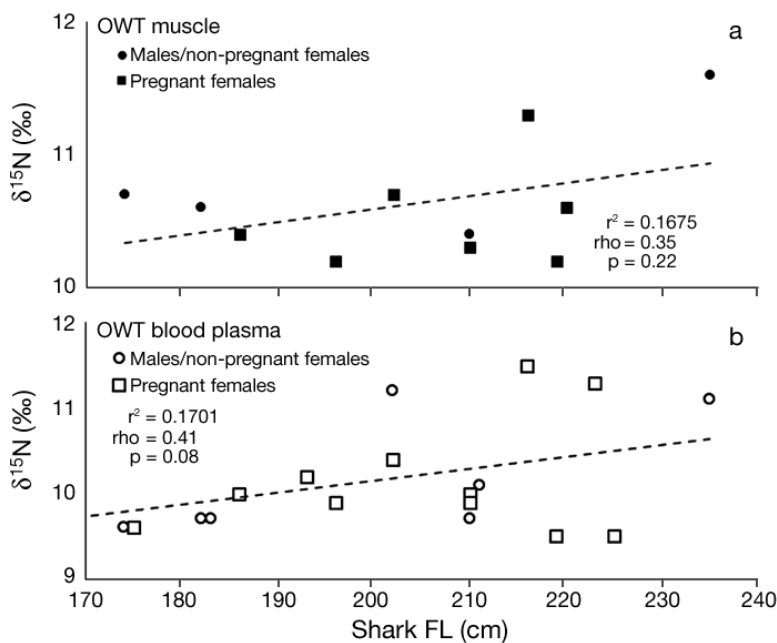 12
OWT muscle
a
● Males/non-pregnant females
■ Pregnant females
11
δ¹⁵N (‰)
r² = 0.1675
rho = 0.35
p = 0.22
10
12
OWT blood plasma
b
○ Males/non-pregnant females
□ Pregnant females
11
r² = 0.1701
rho = 0.41
p = 0.08
δ¹⁵N (‰)
10
9
170 180 190 200 210 220 230 240
Shark FL (cm)